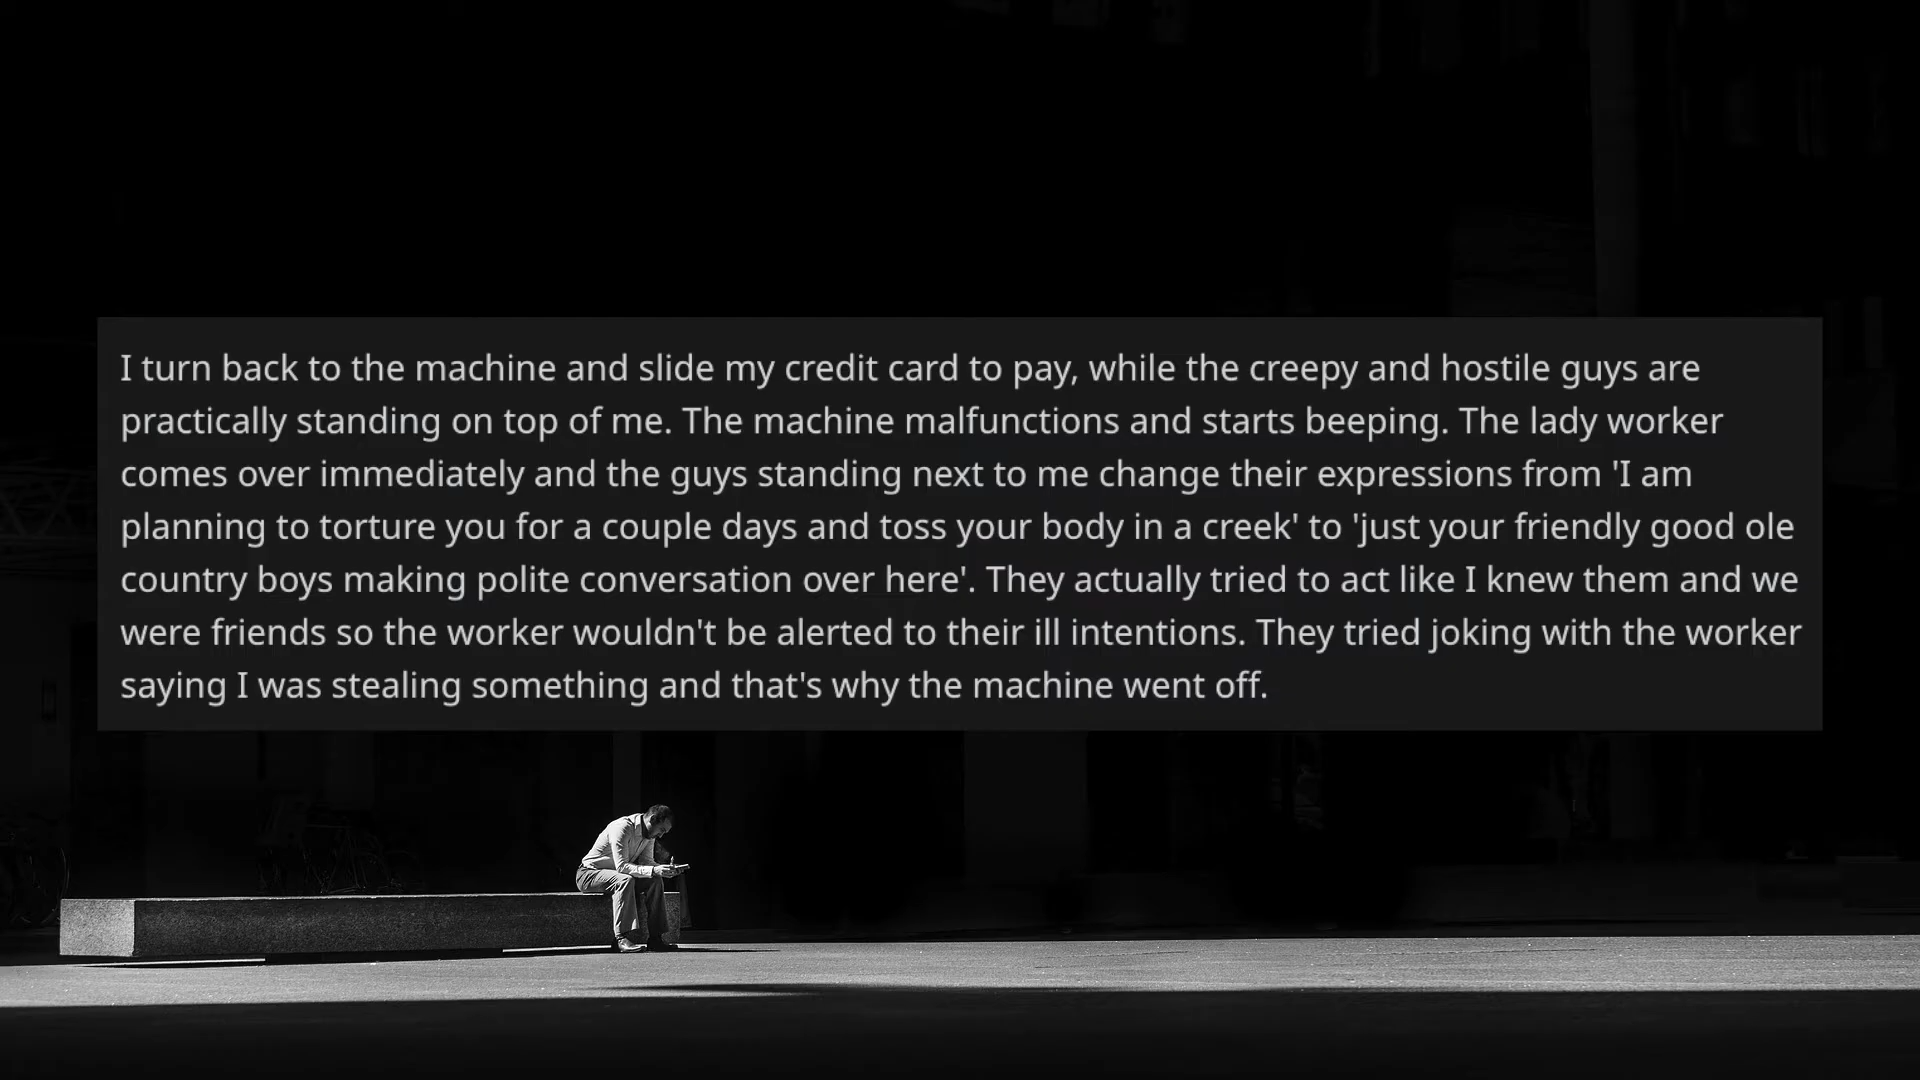 I turn back to the machine and slide my credit card to pay, while the creepy and hostile guys are
practically standing on top of me. The machine malfunctions and starts beeping. The lady worker
comes over immediately and the guys standing next to me change their expressions from 'I am
planning to torture you for a couple days and toss your body in a creek' to 'just your friendly good ole
country boys making polite conversation over here'. They actually tried to act like I knew them and we
were friends so the worker wouldn't be alerted to their ill intentions. They tried joking with the worker
saying I was stealing something and that's why the machine went off.